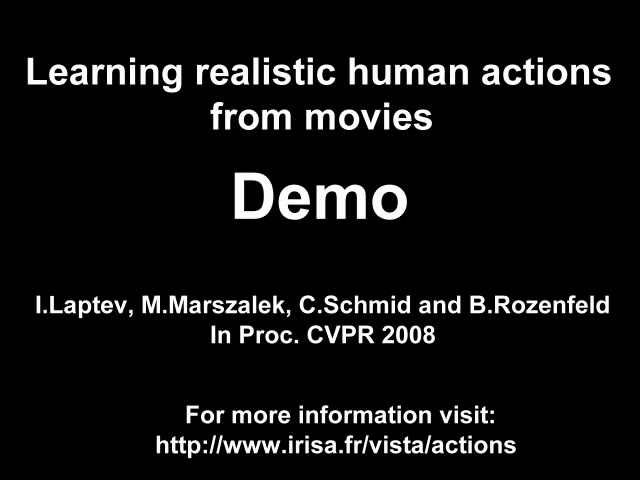 Learning realistic human actions
from movies
Demo
I.Laptev, M.Marszalek, C.Schmid and B.Rozenfeld
In Proc. CVPR 2008
For more information visit:
http://www.irisa.fr/vista/actions